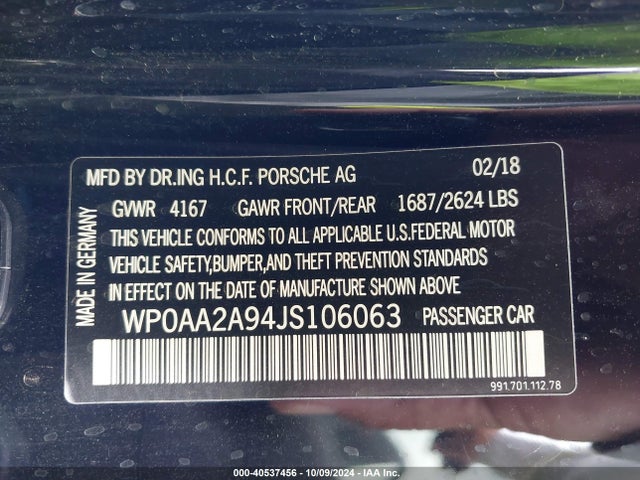 MFD BY DR.ING H.C.F. PORSCHE AG 02/18
GVWR 4167 GAWR FRONT/REAR 1687/2624 LBS
THIS VEHICLE CONFORMS TO ALL APPLICABLE U.S.FEDERAL MOTOR
VEHICLE SAFETY,BUMPER,AND THEFT PREVENTION STANDARDS
IN EFFECT ON THE DATE OF MANUFACTURE SHOWN ABOVE
WP0AA2A94JS106063 PASSENGER CAR
MADE IN GERMANY
991.701.112.78
000-40537456 - 10/09/2024 - IAA Inc.